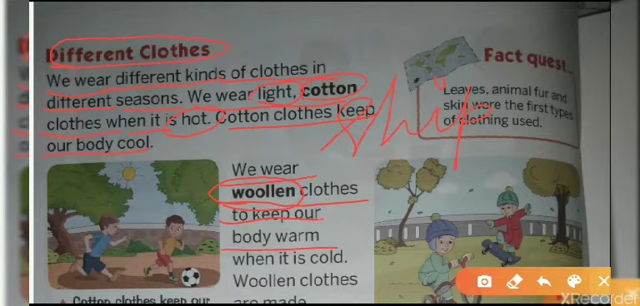 Different Clothes
We wear different kinds of clothes in
different seasons. We wear light, cotton
clothes when it is hot. Cotton clothes keep
our body cool.
Fact quest
Leaves, animal fur and
skin were the first types
of clothing used.
ship
We wear
woollen clothes
to keep our
body warm
when it is cold.
Woollen clothes
are made
Cotton clothes keep our
XRecorder